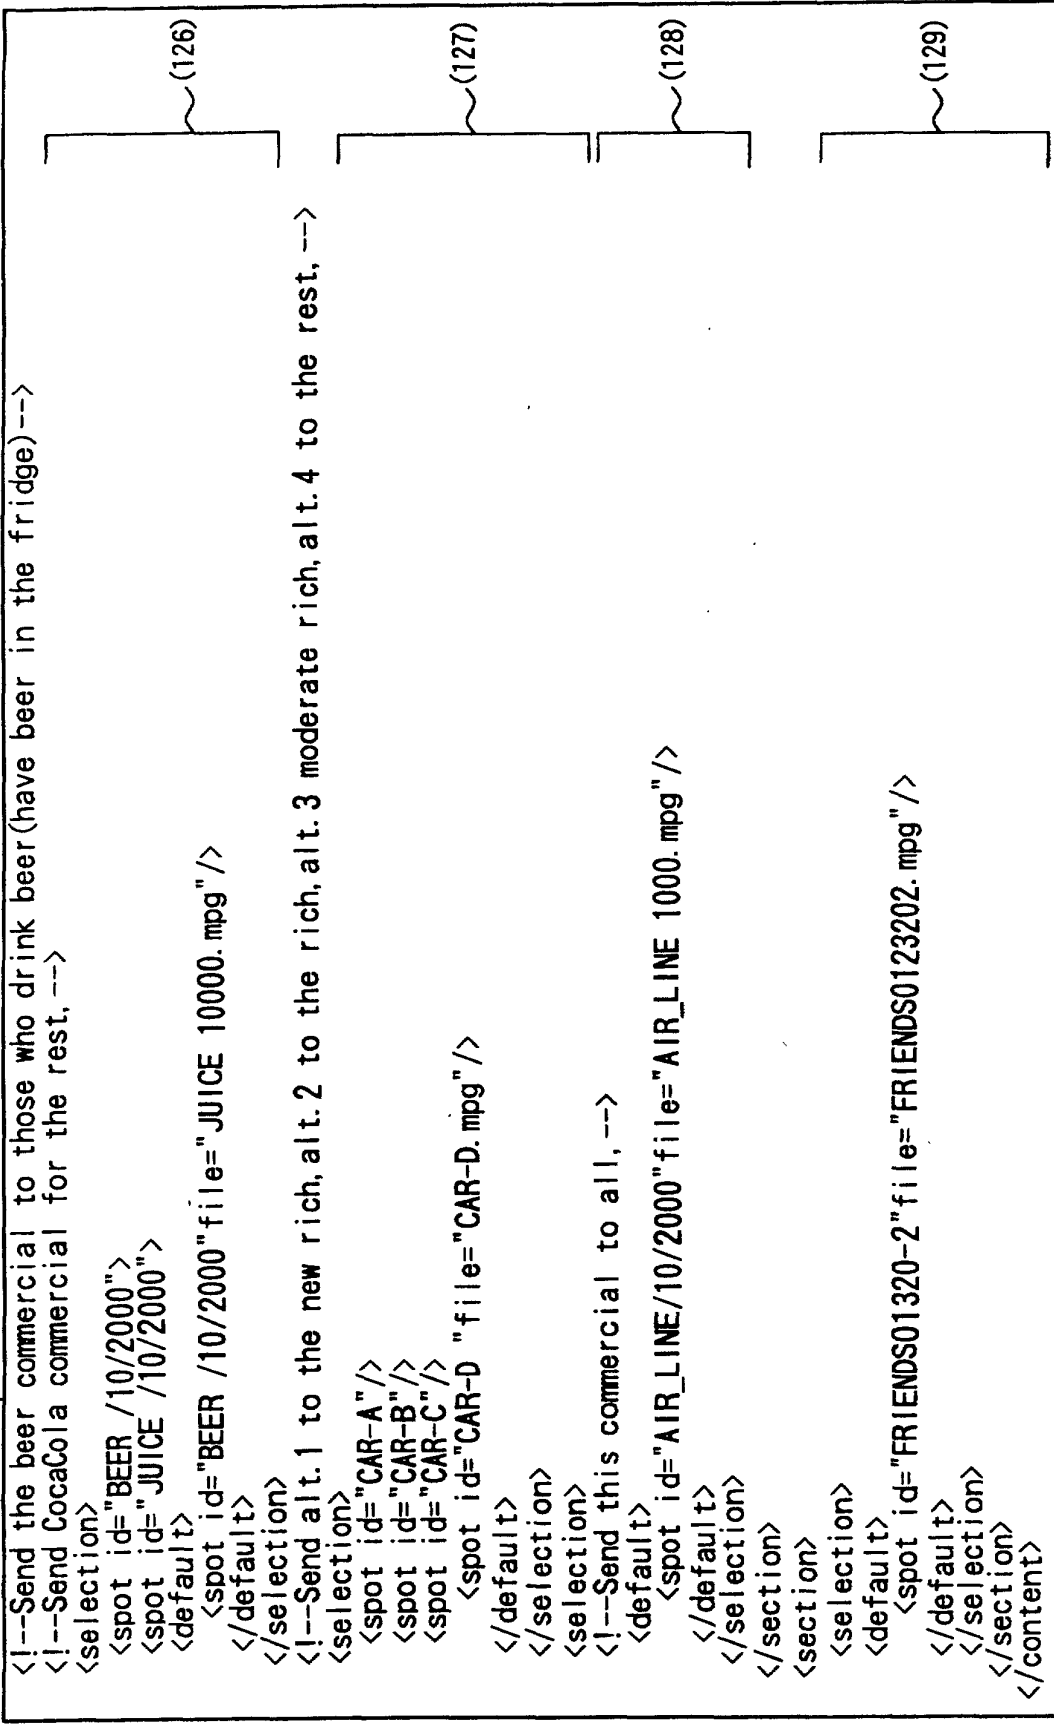 <!--Send the beer commercial to those who drink beer(have beer in the fridge)-->
<!--Send CocaCola commercial for the rest,-->
<selection>
<spot id="BEER /10/2000">
<spot id="JUICE /10/2000">
<default>
<spot id="BEER /10/2000"file="JUICE 10000.mpg"/>
</default>
</selection>
(126)
<!--Send alt.1 to the new rich,alt.2 to the rich,alt.3 moderate rich,alt.4 to the rest,-->
<selection>
<spot id="CAR-A"/>
<spot id="CAR-B"/>
<spot id="CAR-C"/>
<spot id="CAR-D "file="CAR-D.mpg"/>
</default>
</selection>
(127)
<selection>
<!--Send this commercial to all,-->
<default>
<spot id="AIR_LINE/10/2000"file="AIR_LINE 1000.mpg"/>
</default>
</selection>
(128)
</section>
<section>
<selection>
<default>
<spot id="FRIENDS01320-2"file="FRIENDS0123202.mpg"/>
</default>
</selection>
</section>
</content>
(129)